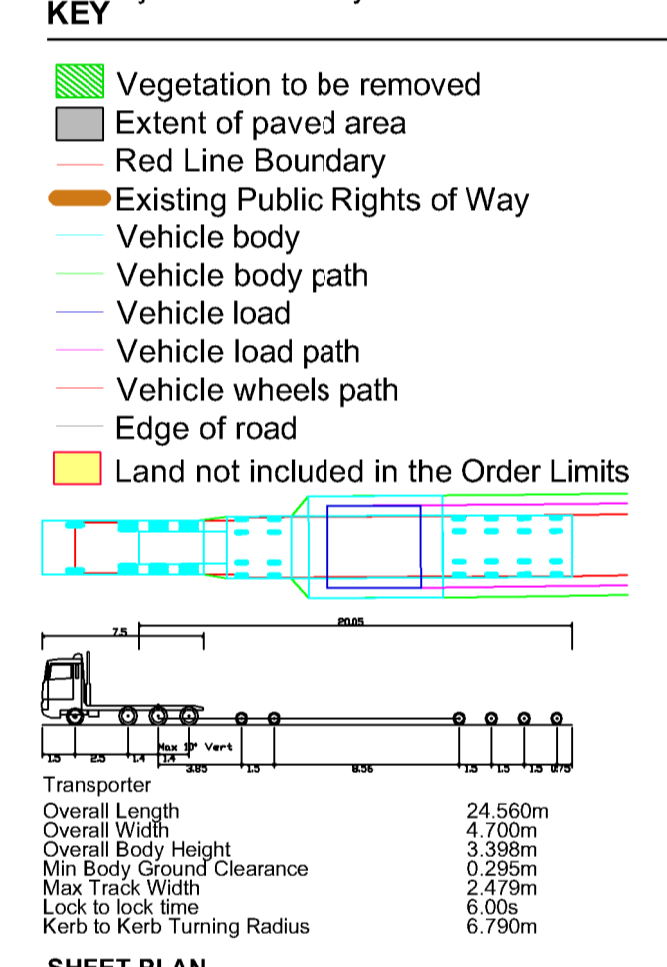 KEY
Vegetation to be removed
Extent of paved area
Red Line Boundary
Existing Public Rights of Way
Vehicle body
Vehicle body path
Vehicle load
Vehicle load path
Vehicle wheels path
Edge of road
Land not included in the Order Limits
20.05
7.5
Max 10° Vert
1.5 2.5 1.4 1.4
3.85 1.5 8.56 1.5 1.5 1.5 0.75
Transporter
Overall Length 24.560m
Overall Width 4.700m
Overall Body Height 3.398m
Min Body Ground Clearance 0.295m
Max Track Width 2.479m
Lock to lock time 6.00s
Kerb to Kerb Turning Radius 6.790m
SHEET PLAN